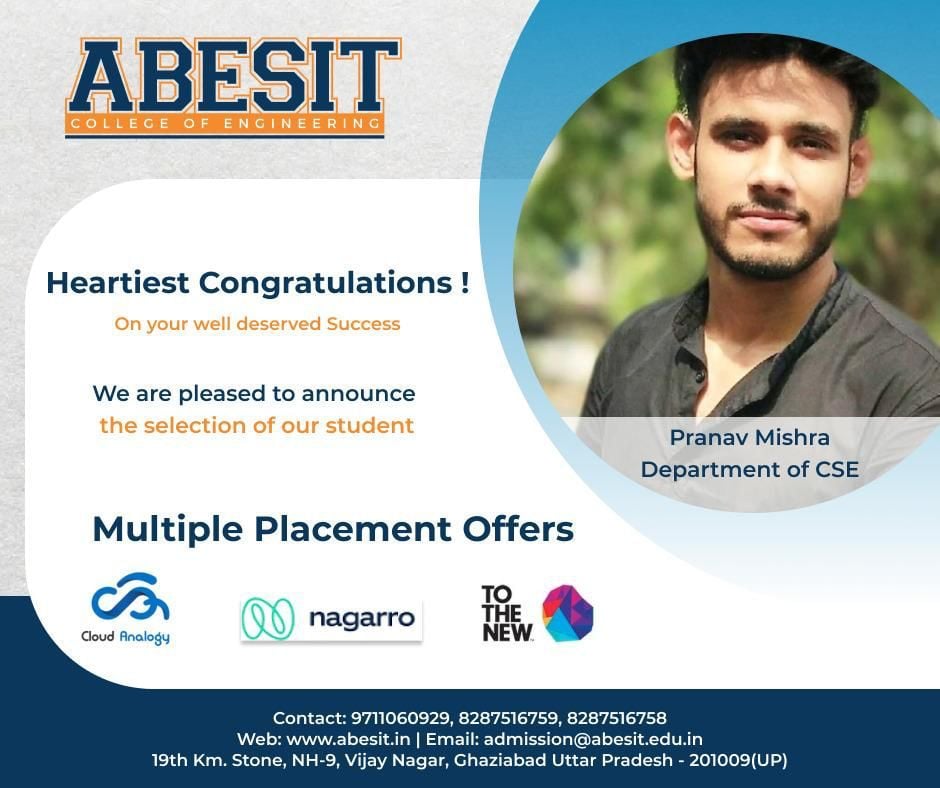 ABESIT
COLLEGE OF ENGINEERING
Heartiest Congratulations !
On your well deserved Success
We are pleased to announce
the selection of our student
Pranav Mishra
Department of CSE
Multiple Placement Offers
Cloud Analogy
nagarro
TO
THE
NEW™
Contact: 9711060929, 8287516759, 8287516758
Web: www.abesit.in | Email: admission@abesit.edu.in
19th Km. Stone, NH-9, Vijay Nagar, Ghaziabad Uttar Pradesh - 201009(UP)